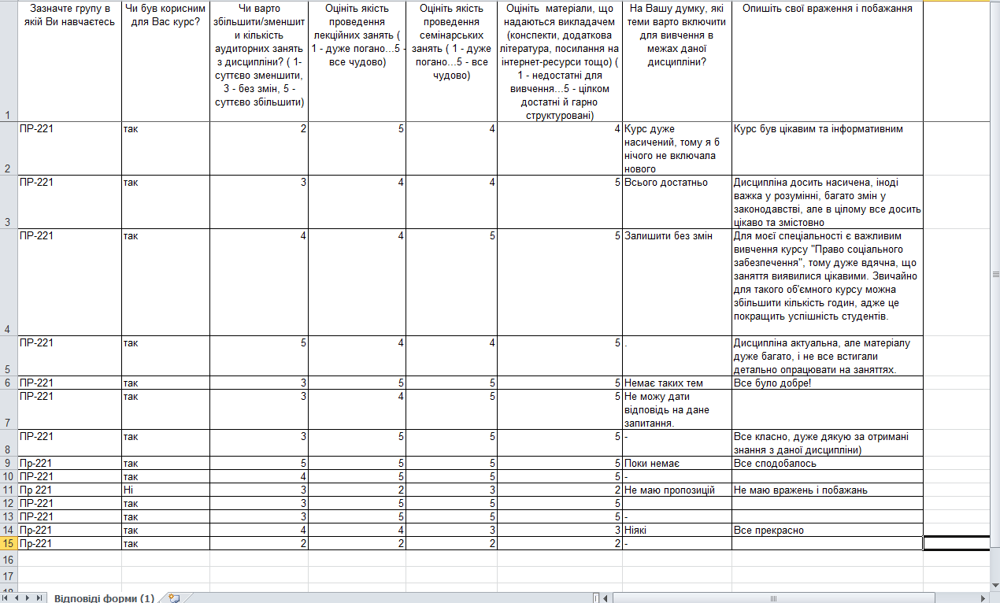 Зазначте групу в
якій Ви навчаєтесь
Чи був корисним
для Вас курс?
Чи варто
збільшити/зменшит
и кількість
аудиторних занять
з дисципліни? ( 1-
суттєво зменшити,
3 - без змін, 5 -
суттєво збільшити)
Оцініть якість
проведення
лекційних занять (
1 - дуже погано...5 -
все чудово)
Оцініть якість
проведення
семінарських
занять ( 1 - дуже
погано...5 - все
чудово)
Оцініть матеріали, що
надаються викладачем
(конспекти, додаткова
література, посилання на
інтернет-ресурси тощо) (
1 - недостатні для
вивчення...5 - цілком
достатні й гарно
структуровані)
На Вашу думку, які
теми варто включити
для вивчення в
межах даної
дисципліни?
Опишіть свої враження і побажання
1
ПР-221 так 2 5 4 4 Курс дуже
насичений, тому я б
нічого не включала
нового
Курс був цікавим та інформативним
2
ПР-221 так 3 4 4 5 Всього достатньо
Дисципліна досить насичена, іноді
важка у розумінні, багато змін у
законодавстві, але в цілому все досить
цікаво та змістовно
3
ПР-221 так 4 4 5 5 Залишити без змін
Для моєї спеціальності є важливим
вивчення курсу "Право соціального
забезпечення", тому дуже вдячна, що
заняття виявилися цікавими. Звичайно
для такого об'ємного курсу можна
збільшити кількість годин, адже це
покращить успішність студентів.
4
ПР-221 так 5 4 4 5 .
Дисципліна актуальна, але матеріалу
дуже багато, і не все встигали
детально опрацювати на заняттях.
5
6 ПР-221 так 3 5 5 5 Немає таких тем Все було добре!
ПР-221 так 3 4 5 5 Не можу дати
відповідь на дане
запитання.
7
ПР-221 так 3 5 5 5 -
Все класно, дуже дякую за отримані
знання з даної дисципліни)
8
9 Пр-221 так 5 5 5 5 Поки немає Все сподобалось
10 ПР-221 так 4 5 5 5 -
11 Пр 221 Ні 3 2 3 2 Не маю пропозицій Не маю вражень і побажань
12 ПР-221 так 3 5 5 5
13 ПР-221 так 3 5 5 5 -
14 Пр-221 так 4 4 3 3 Ніякі Все прекрасно
15 Пр-221 так 2 2 2 2 -
16
17
18
Відповіді форми (1)